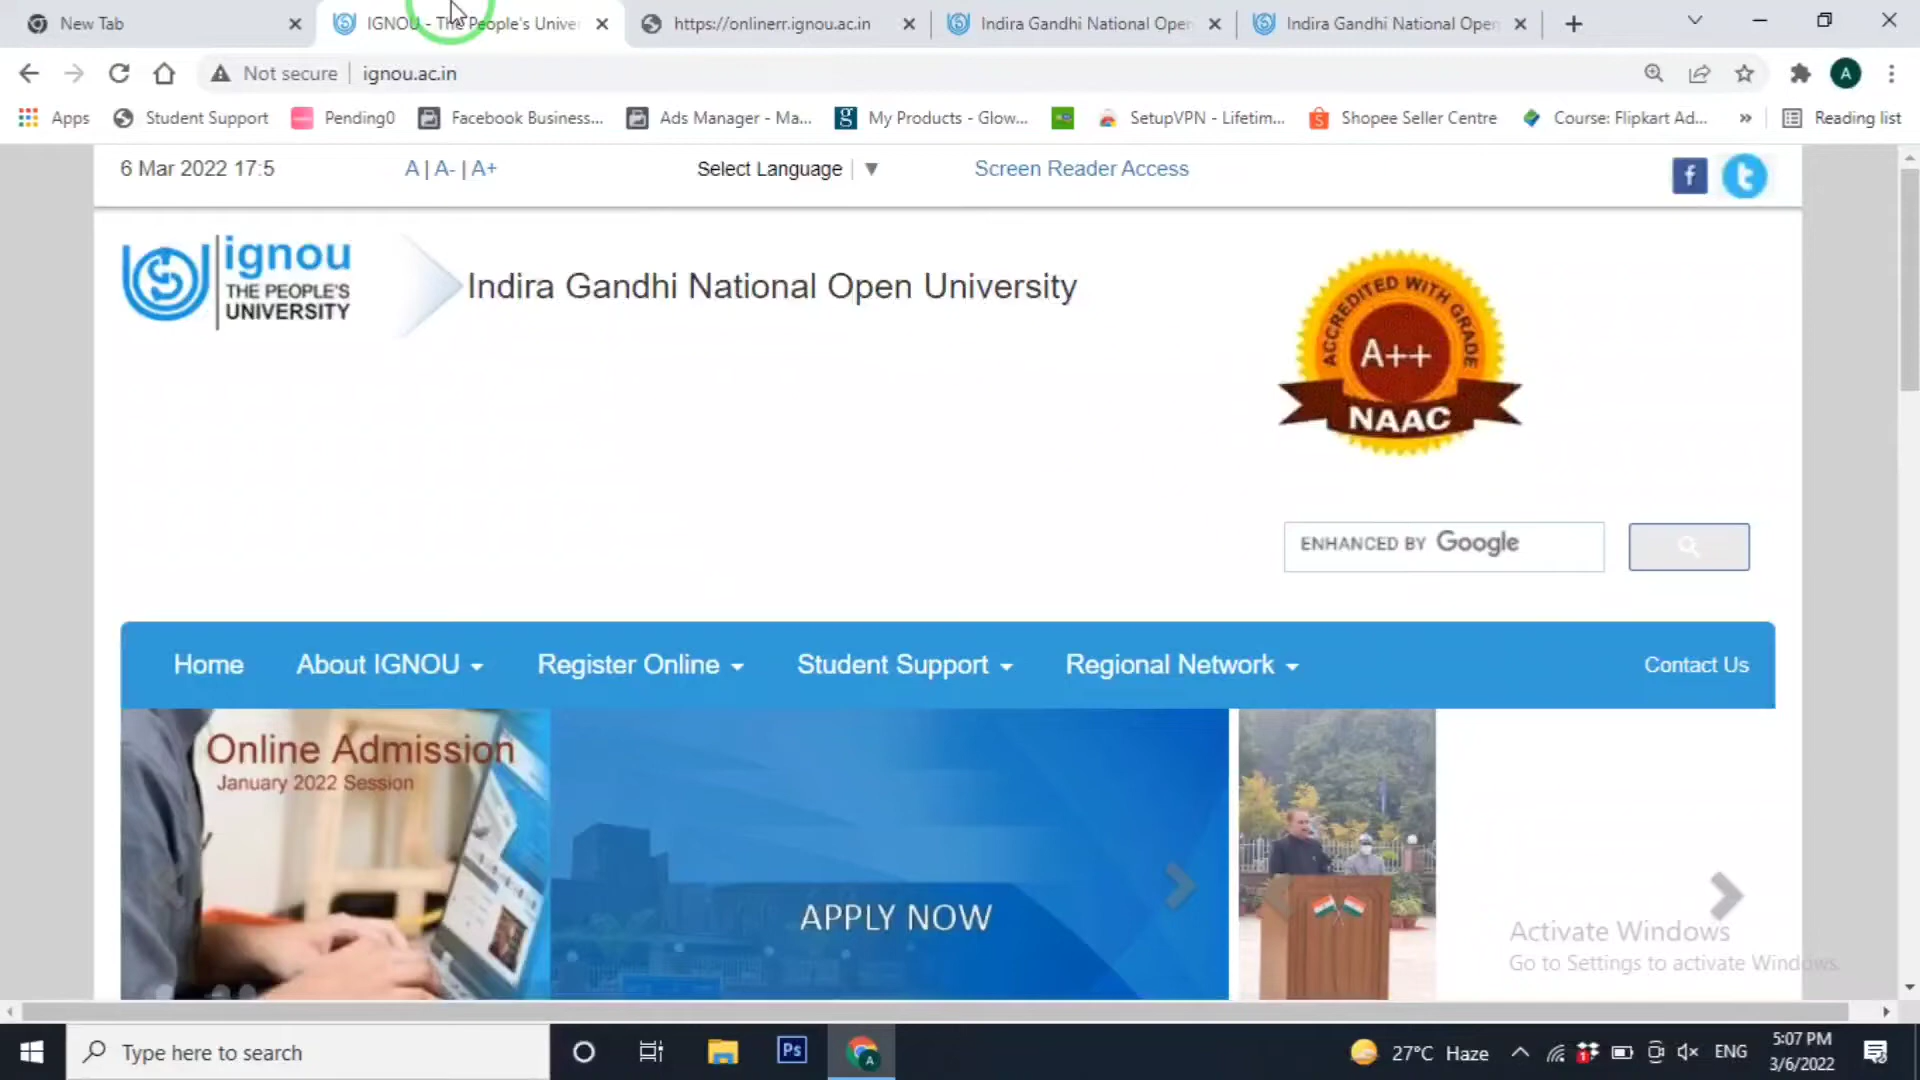 New Tab
IGNOU - The People's Univer
https://onlinerr.ignou.ac.in
Indira Gandhi National Open
Indira Gandhi National Open
Not secure
ignou.ac.in
A
Apps
Student Support
Pending0
Facebook Business...
Ads Manager - Ma...
My Products - Glow...
SetupVPN - Lifetim...
Shopee Seller Centre
Course: Flipkart Ad...
»
Reading list
6 Mar 2022 17:5
A | A- | A+
Select Language
Screen Reader Access
ignou
THE PEOPLE'S
UNIVERSITY
Indira Gandhi National Open University
ACCREDITED WITH GRADE
A++
NAAC
ENHANCED BY Google
Home
About IGNOU
Register Online
Student Support
Regional Network
Contact Us
Online Admission
January 2022 Session
APPLY NOW
Activate Windows
Go to Settings to activate Windows.
Type here to search
Ps
27°C Haze
ENG
5:07 PM
3/6/2022